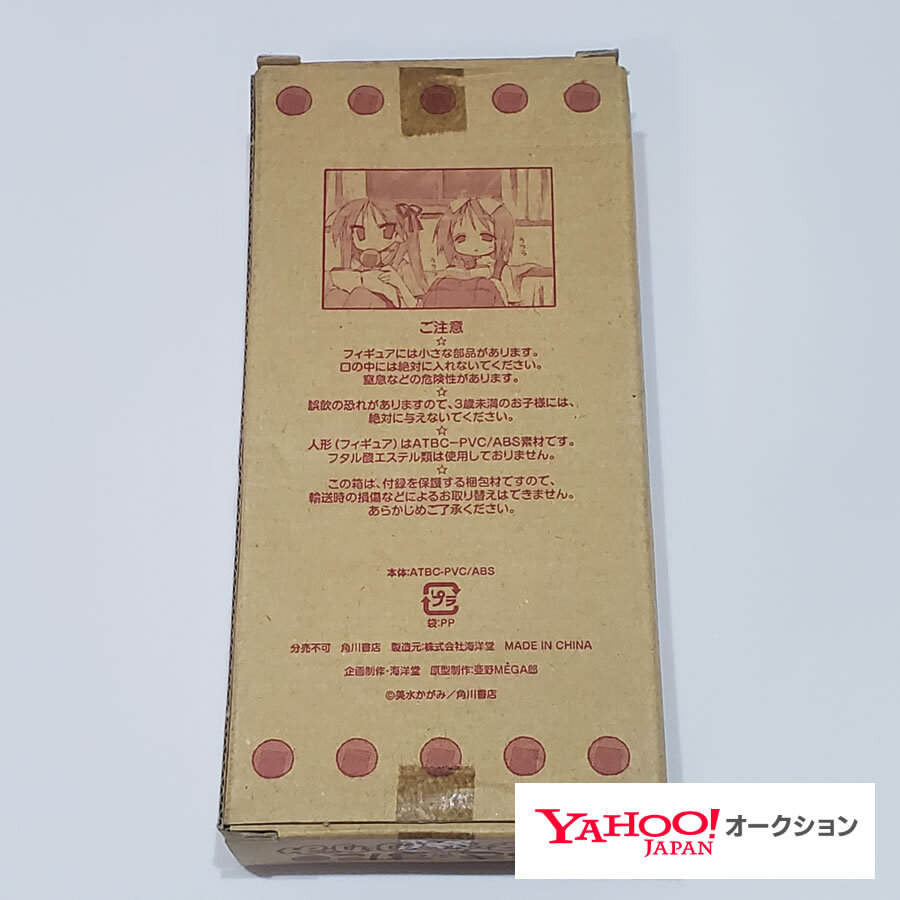 ご注意
☆
フィギュアには小さな部品があります。
口の中には絶対に入れないでください。
窒息などの危険性があります。
☆
誤飲の恐れがありますので、3歳未満のお子様には、
絶対に与えないでください。
☆
人形(フィギュア)はATBC-PVC/ABS素材です。
フタル酸エステル類は使用しておりません。
☆
この箱は、付録を保護する梱包材ですので、
輸送時の損傷などによるお取り替えはできません。
あらかじめご了承ください。
本体:ATBC-PVC/ABS
プラ
袋:PP
分売不可 角川書店 製造元:株式会社海洋堂 MADE IN CHINA
企画制作・海洋堂 原型制作:亜野MEGA郎
©美水かがみ/角川書店
YAHOO! JAPAN オークション